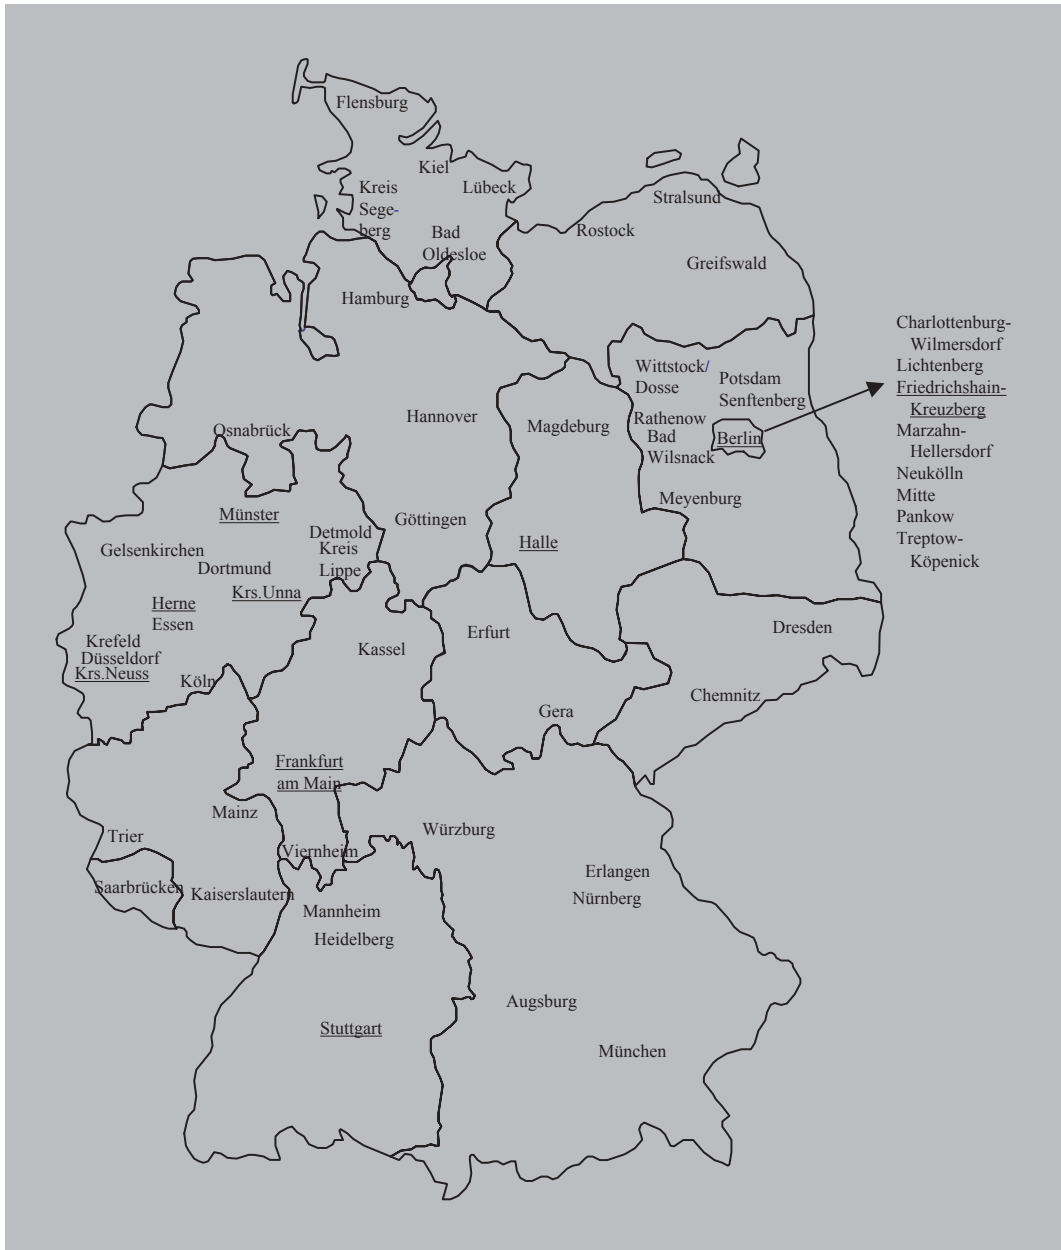 Flensburg
Kiel
Kreis
Sege-
berg
Lübeck
Bad
Oldesloe
Stralsund
Rostock
Greifswald
Hamburg
Wittstock/
Dosse
Potsdam
Senftenberg
Rathenow
Bad
Wilsnack
Berlin
Meyenburg
Charlottenburg-
Wilmersdorf
Lichtenberg
Friedrichshain-
Kreuzberg
Marzahn-
Hellersdorf
Neukölln
Mitte
Pankow
Treptow-
Köpenick
Hannover
Magdeburg
Osnabrück
Münster
Göttingen
Detmold
Kreis
Lippe
Halle
Gelsenkirchen
Dortmund
Krs.Unna
Herne
Essen
Krefeld
Düsseldorf
Krs.Neuss
Köln
Kassel
Erfurt
Dresden
Chemnitz
Gera
Frankfurt
am Main
Mainz
Trier
Viernheim
Würzburg
Saarbrücken
Kaiserslautern
Erlangen
Nürnberg
Mannheim
Heidelberg
Augsburg
Stuttgart
München